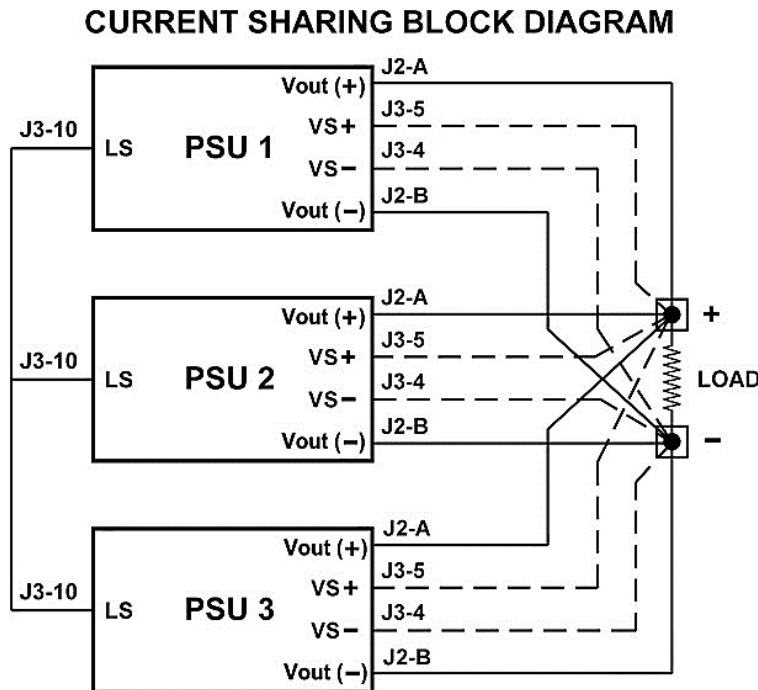 CURRENT SHARING BLOCK DIAGRAM
J2-A
Vout (+)
J3-5
J3-10
VS+
LS
PSU 1
J3-4
VS-
J2-B
Vout (-)
J2-A
Vout (+)
J3-5
+
J3-10
VS+
LS
PSU 2
J3-4
LOAD
VS-
J2-B
Vout (-)
-
J2-A
Vout (+)
J3-5
J3-10
VS+
LS
PSU 3
J3-4
VS-
J2-B
Vout (-)